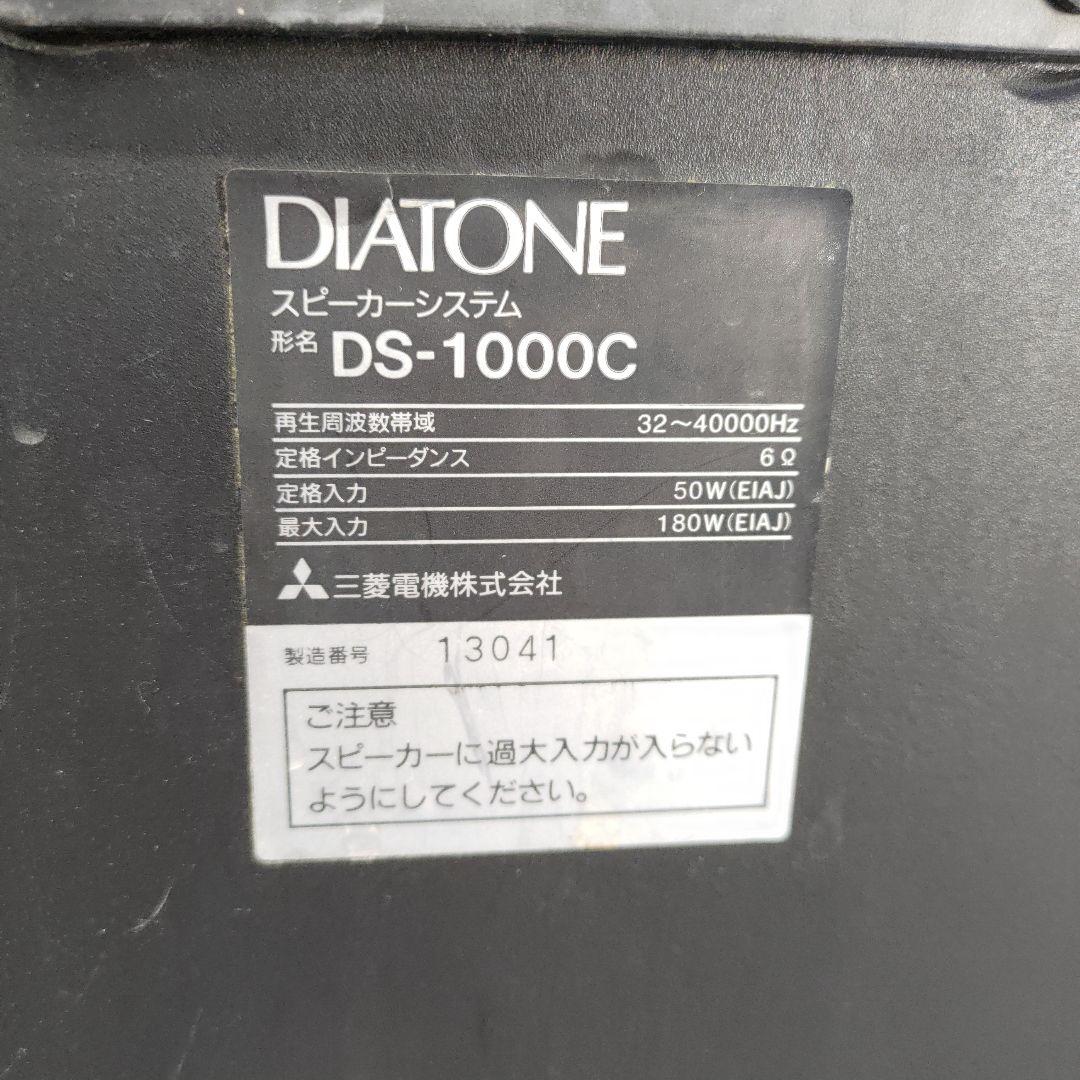 DIATONE
スピーカーシステム
形名 DS-1000C
再生周波数帯域 32~40000Hz
定格インピーダンス 6Ω
定格入力 50W(EIAJ)
最大入力 180W(EIAJ)
三菱電機株式会社
製造番号 13041
ご注意
スピーカーに過大入力が入らない
ようにしてください。